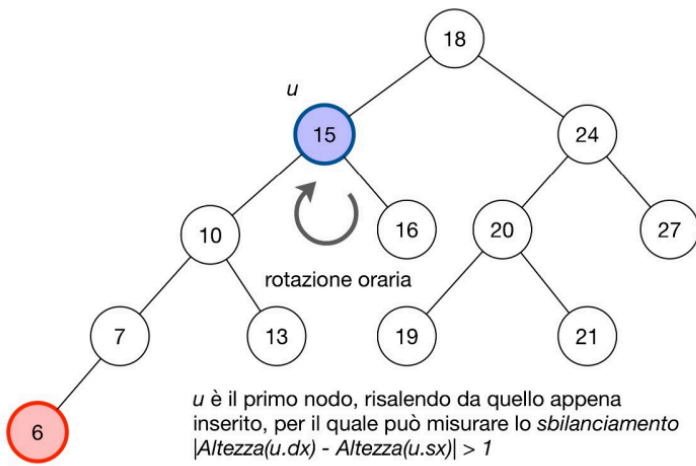 18
u
15
24
10
16
20
27
rotazione oraria
7
13
19
21
6
u è il primo nodo, risalendo da quello appena
inserito, per il quale può misurare lo sbilanciamento
|Altezza(u.dx) - Altezza(u.sx)| > 1